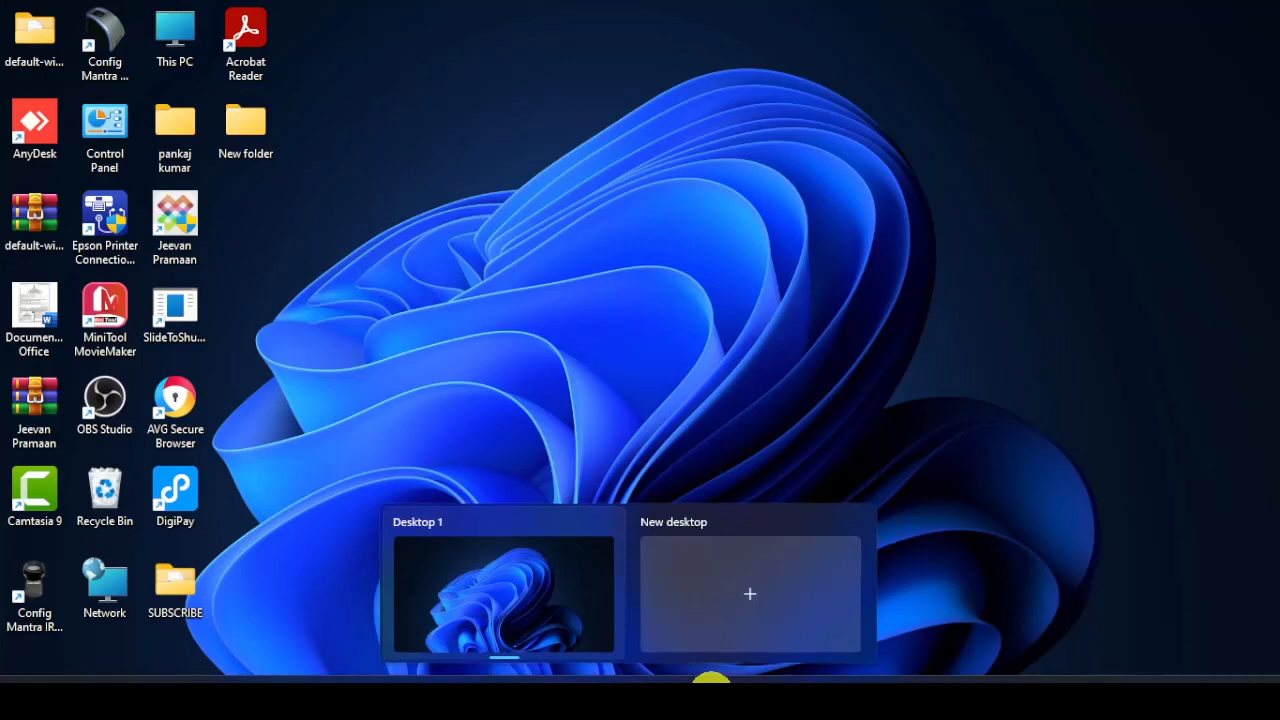 default-wi...
Config
Mantra ...
This PC
Acrobat
Reader
AnyDesk
Control
Panel
pankaj
kumar
New folder
default-wi...
Epson Printer
Connectio...
Jeevan
Pramaan
Documen...
Office
MiniTool
MovieMaker
SlideToShu...
Jeevan
Pramaan
OBS Studio
AVG Secure
Browser
Camtasia 9
Recycle Bin
DigiPay
Config
Mantra IR...
Network
SUBSCRIBE
Desktop 1
New desktop